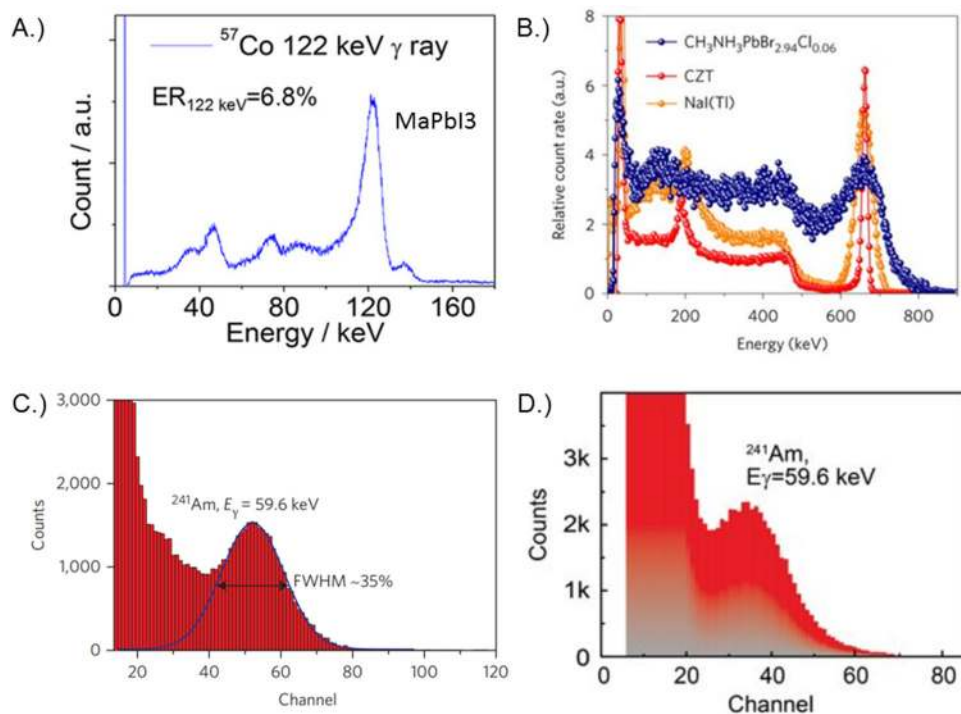 A.)
⁵⁷Co 122 keV γ ray
ER122 keV=6.8%
MaPbI3
Count / a.u.
0 40 80 120 160
Energy / keV
B.)
CH₃NH₃PbBr₂.₉₄Cl₀.₀₆
CZT
NaI(Tl)
Relative count rate (a.u.)
8
6
4
2
0
0 200 400 600 800
Energy (keV)
C.)
3,000
2,000
1,000
0
²⁴¹Am, Eγ = 59.6 keV
FWHM ~35%
Counts
20 40 60 80 100 120
Channel
D.)
²⁴¹Am,
Eγ=59.6 keV
3k
2k
1k
0
Counts
0 20 40 60 80
Channel